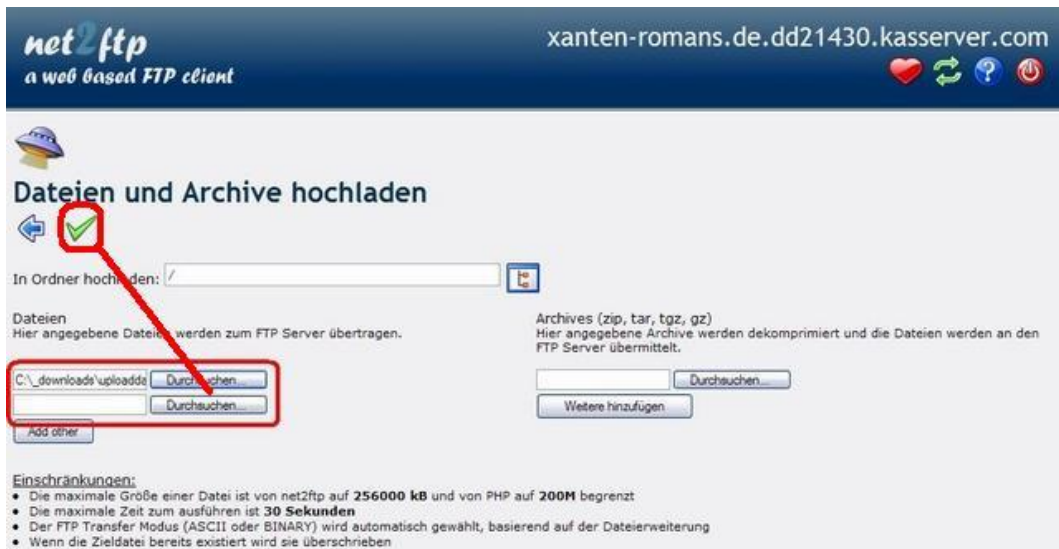 net2ftp
a web based FTP client
xanten-romans.de.dd21430.kasserver.com
Dateien und Archive hochladen
In Ordner hochladen: /
Dateien
Hier angegebene Dateien werden zum FTP Server übertragen.
C:\_downloads\uploadda Durchsuchen...
Durchsuchen...
Add other
Archives (zip, tar, tgz, gz)
Hier angegebene Archive werden dekomprimiert und die Dateien werden an den
FTP Server übermittelt.
Durchsuchen...
Weitere hinzufügen
Einschränkungen:
• Die maximale Größe einer Datei ist von net2ftp auf 256000 kB und von PHP auf 200M begrenzt
• Die maximale Zeit zum ausführen ist 30 Sekunden
• Der FTP Transfer Modus (ASCII oder BINARY) wird automatisch gewählt, basierend auf der Dateierweiterung
• Wenn die Zieldatei bereits existiert wird sie überschrieben